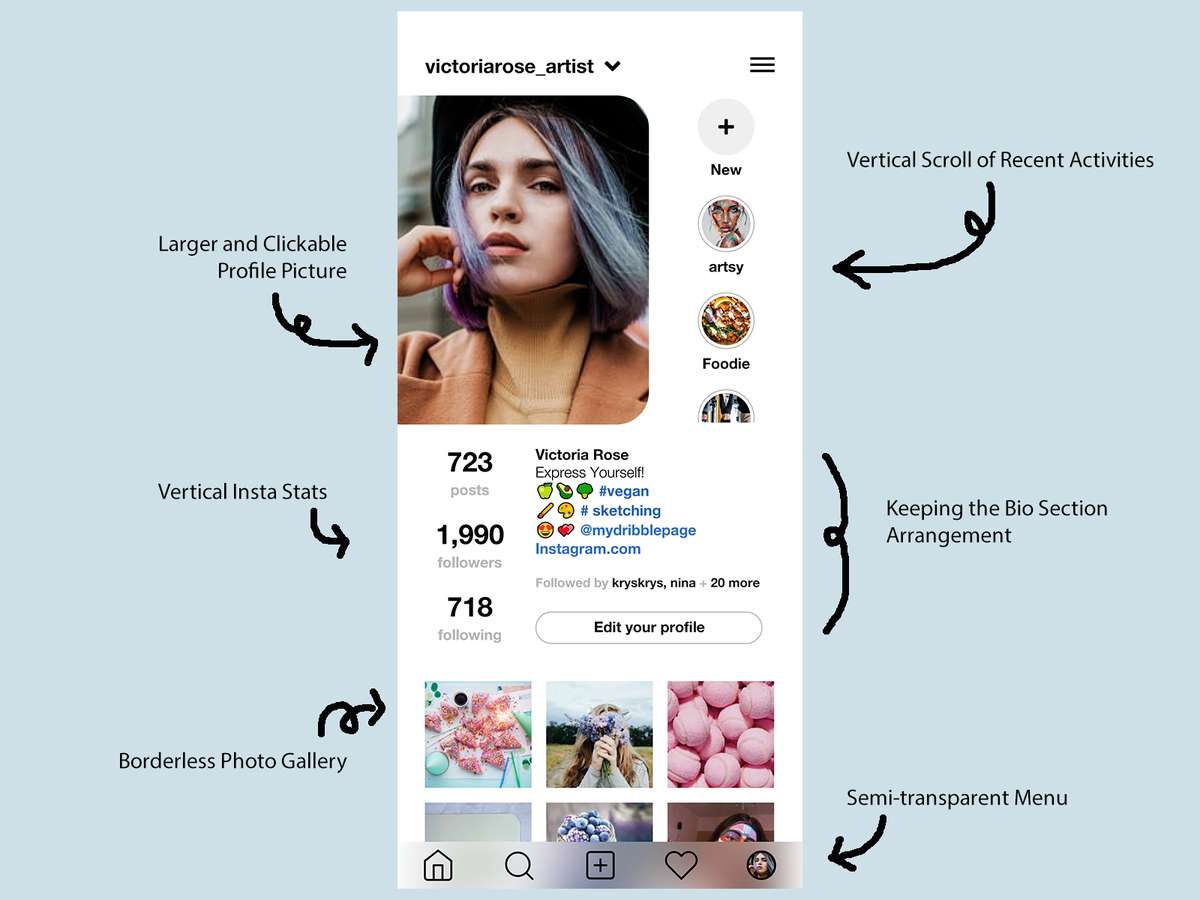 victoriarose_artist
New
artsy
Foodie
Vertical Scroll of Recent Activities
Larger and Clickable
Profile Picture
723
posts
1,990
followers
718
following
Victoria Rose
Express Yourself!
#vegan
# sketching
@mydribblepage
Instagram.com
Followed by kryskrys, nina + 20 more
Edit your profile
Vertical Insta Stats
Keeping the Bio Section
Arrangement
Borderless Photo Gallery
Semi-transparent Menu